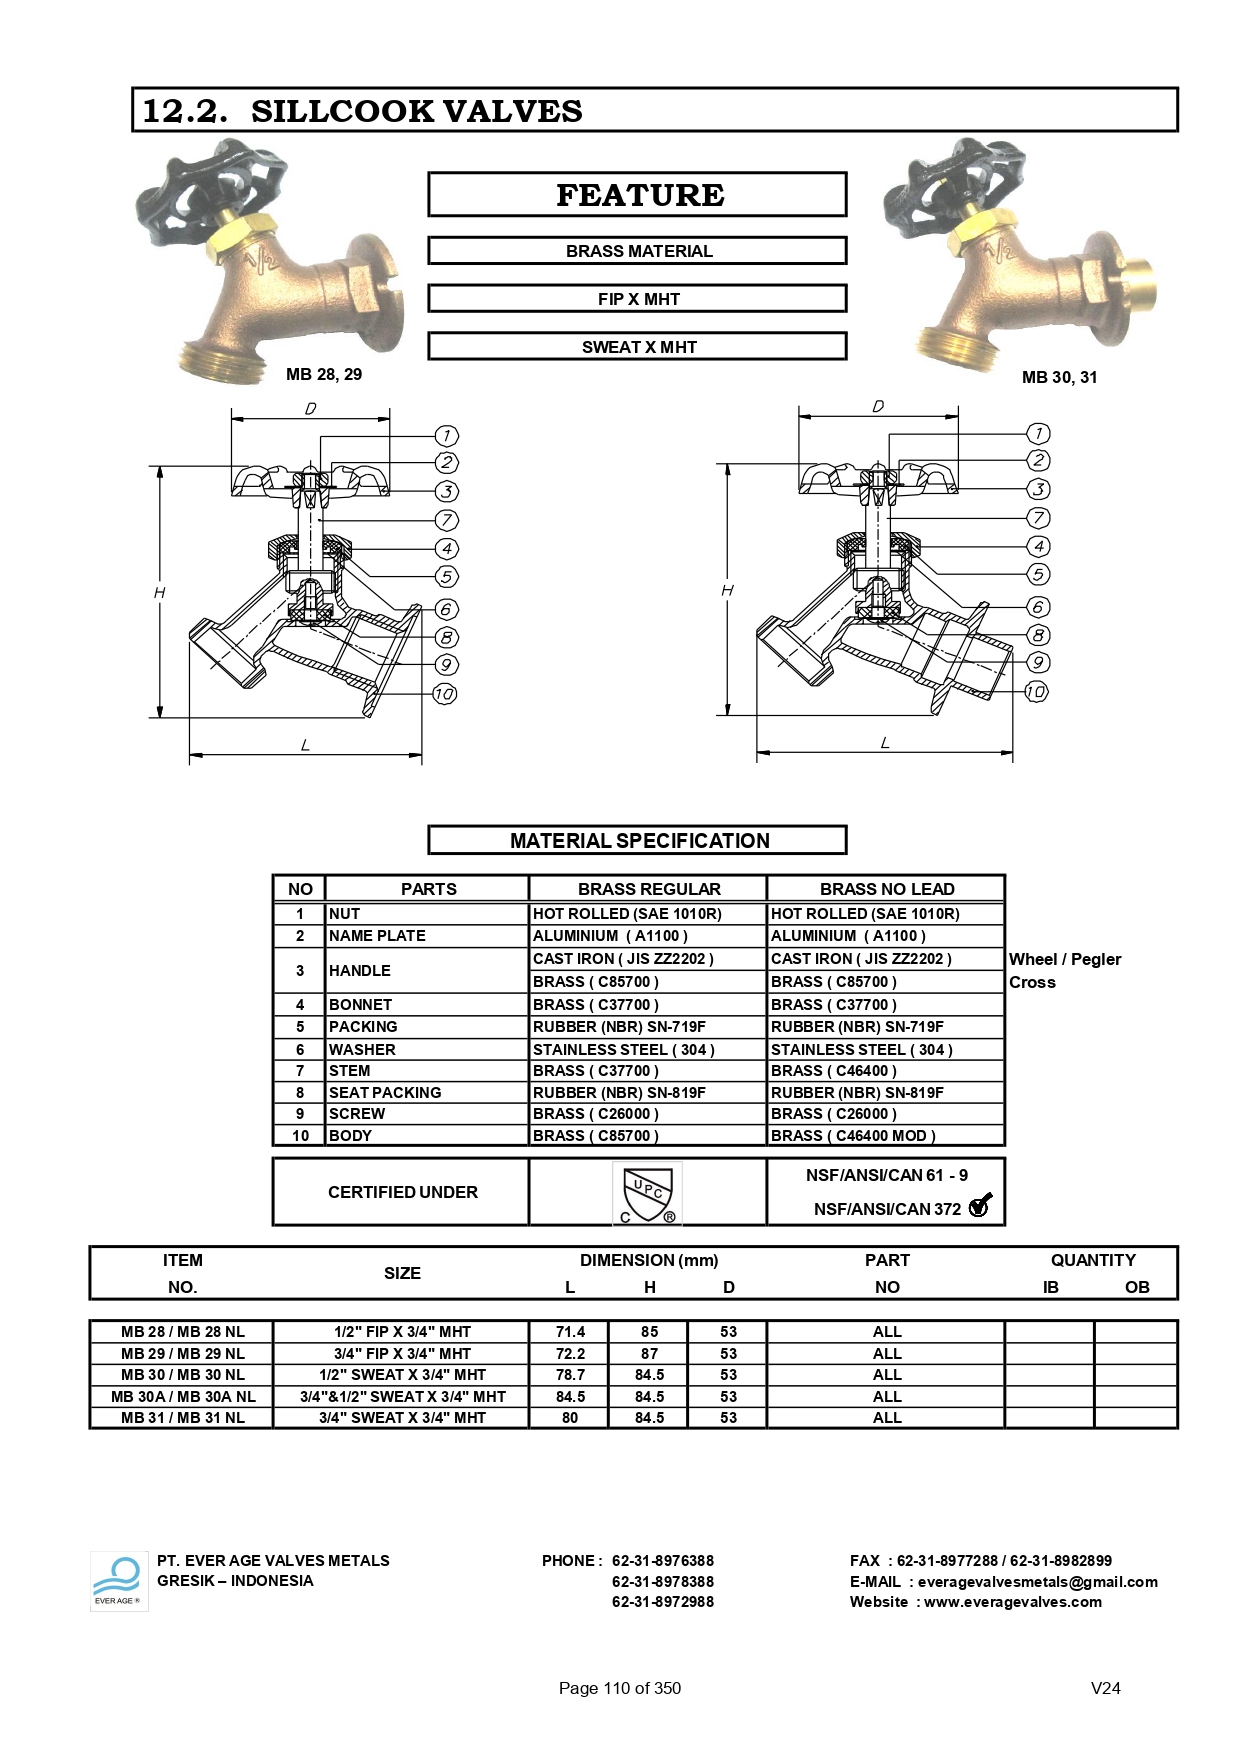 12.2. SILLCOOK VALVES
FEATURE
BRASS MATERIAL
FIP X MHT
SWEAT X MHT
1/2
1/2
MB 28, 29
MB 30, 31
D
1
2
3
7
4
5
6
8
9
10
H
L
D
1
2
3
7
4
5
6
8
9
10
H
L
MATERIAL SPECIFICATION
NO PARTS BRASS REGULAR BRASS NO LEAD
1 NUT HOT ROLLED (SAE 1010R) HOT ROLLED (SAE 1010R)
2 NAME PLATE ALUMINIUM ( A1100 ) ALUMINIUM ( A1100 )
3 HANDLE CAST IRON ( JIS ZZ2202 ) CAST IRON ( JIS ZZ2202 ) Wheel / Pegler
BRASS ( C85700 ) BRASS ( C85700 ) Cross
4 BONNET BRASS ( C37700 ) BRASS ( C37700 )
5 PACKING RUBBER (NBR) SN-719F RUBBER (NBR) SN-719F
6 WASHER STAINLESS STEEL ( 304 ) STAINLESS STEEL ( 304 )
7 STEM BRASS ( C37700 ) BRASS ( C46400 )
8 SEAT PACKING RUBBER (NBR) SN-819F RUBBER (NBR) SN-819F
9 SCREW BRASS ( C26000 ) BRASS ( C26000 )
10 BODY BRASS ( C85700 ) BRASS ( C46400 MOD )
CERTIFIED UNDER UPC C ® NSF/ANSI/CAN 61 - 9
NSF/ANSI/CAN 372
ITEM SIZE DIMENSION (mm) PART QUANTITY
NO. L H D NO IB OB
MB 28 / MB 28 NL 1/2" FIP X 3/4" MHT 71.4 85 53 ALL
MB 29 / MB 29 NL 3/4" FIP X 3/4" MHT 72.2 87 53 ALL
MB 30 / MB 30 NL 1/2" SWEAT X 3/4" MHT 78.7 84.5 53 ALL
MB 30A / MB 30A NL 3/4"&1/2" SWEAT X 3/4" MHT 84.5 84.5 53 ALL
MB 31 / MB 31 NL 3/4" SWEAT X 3/4" MHT 80 84.5 53 ALL
EVER AGE ®
PT. EVER AGE VALVES METALS PHONE : 62-31-8976388 FAX : 62-31-8977288 / 62-31-8982899
GRESIK – INDONESIA 62-31-8978388 E-MAIL : everagevalvesmetals@gmail.com
62-31-8972988 Website : www.everagevalves.com
Page 110 of 350 V24